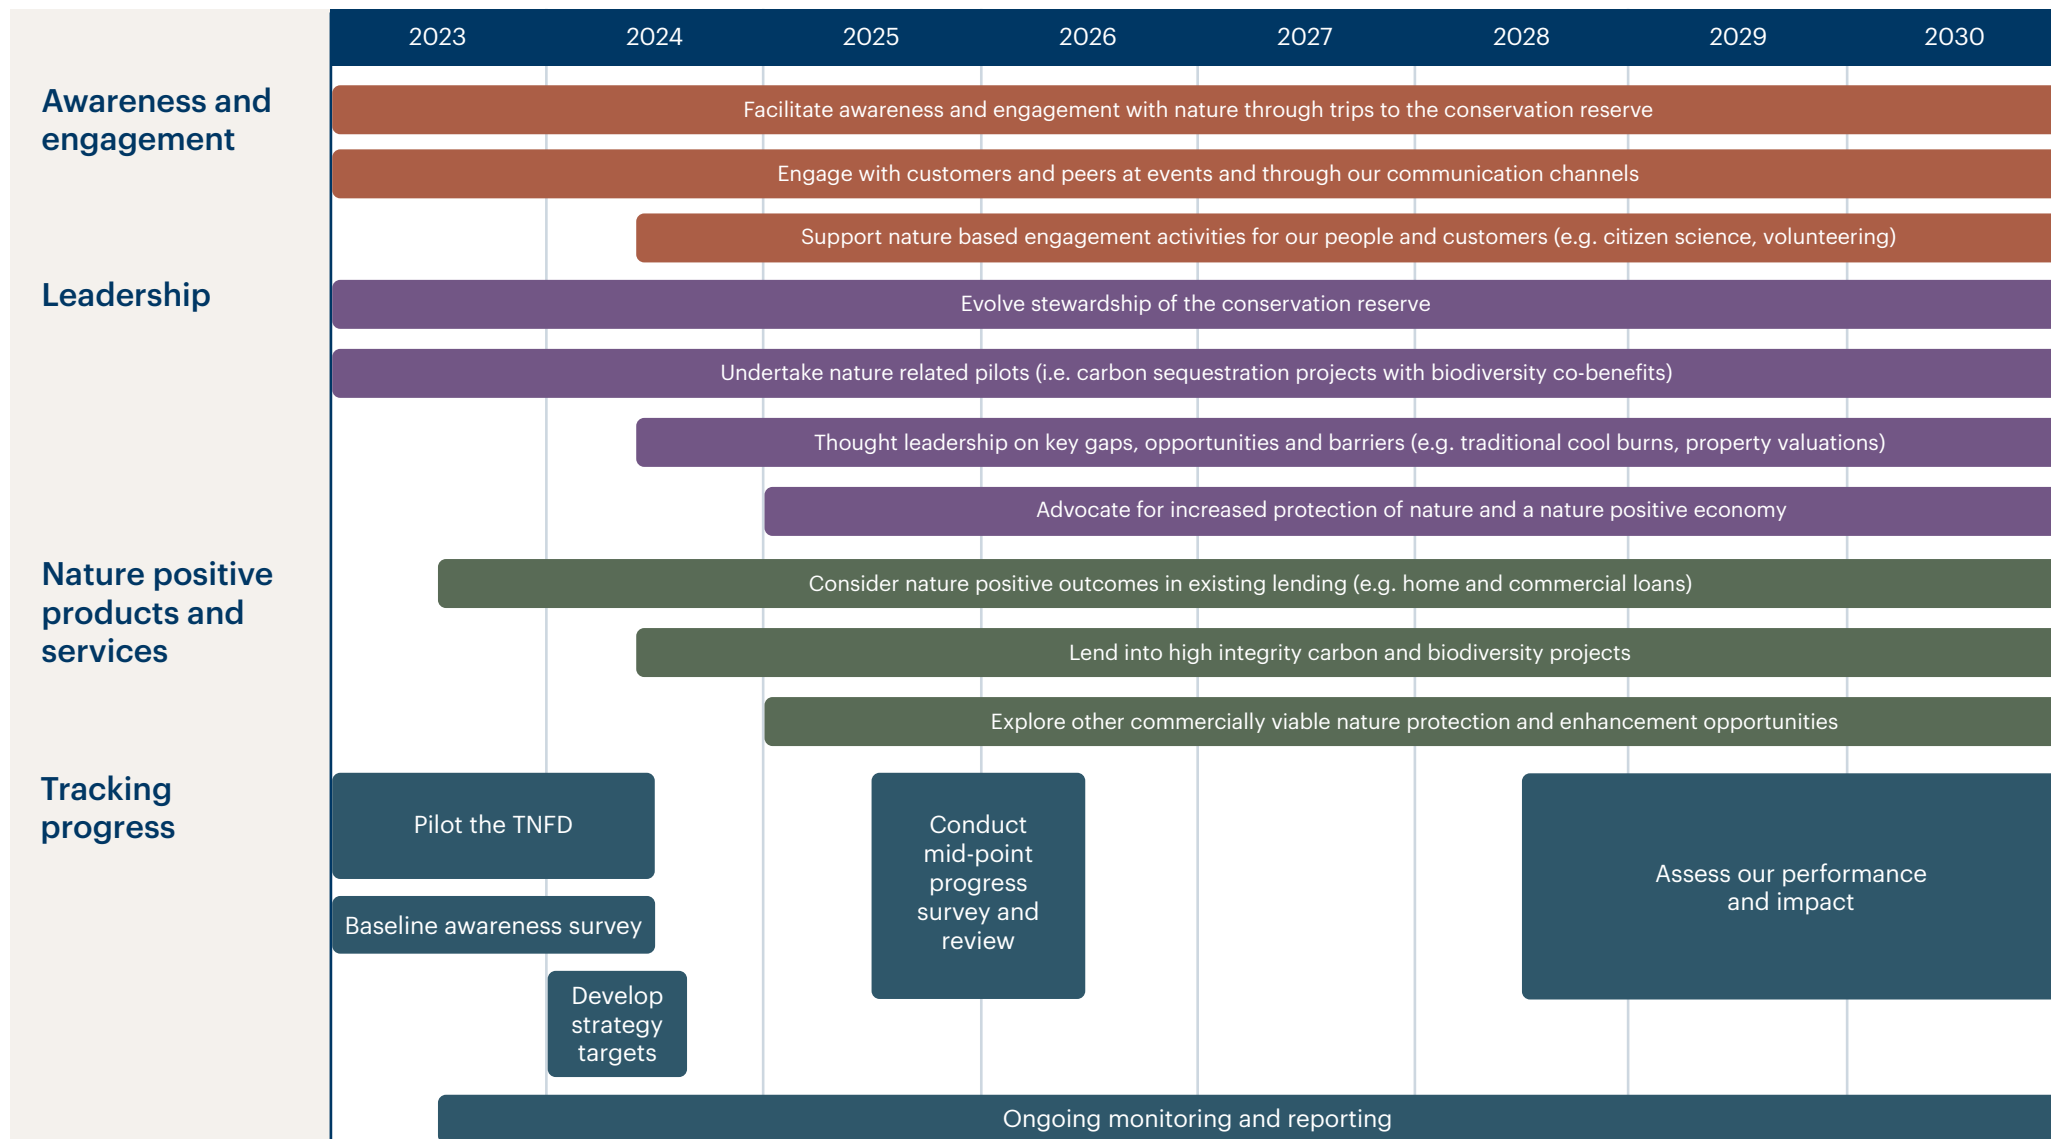 2023 2024 2025 2026 2027 2028 2029 2030
Awareness and
engagement
Facilitate awareness and engagement with nature through trips to the conservation reserve
Engage with customers and peers at events and through our communication channels
Support nature based engagement activities for our people and customers (e.g. citizen science, volunteering)
Leadership
Evolve stewardship of the conservation reserve
Undertake nature related pilots (i.e. carbon sequestration projects with biodiversity co-benefits)
Thought leadership on key gaps, opportunities and barriers (e.g. traditional cool burns, property valuations)
Advocate for increased protection of nature and a nature positive economy
Nature positive
products and
services
Consider nature positive outcomes in existing lending (e.g. home and commercial loans)
Lend into high integrity carbon and biodiversity projects
Explore other commercially viable nature protection and enhancement opportunities
Tracking
progress
Pilot the TNFD
Baseline awareness survey
Develop
strategy
targets
Conduct
mid-point
progress
survey and
review
Assess our performance
and impact
Ongoing monitoring and reporting